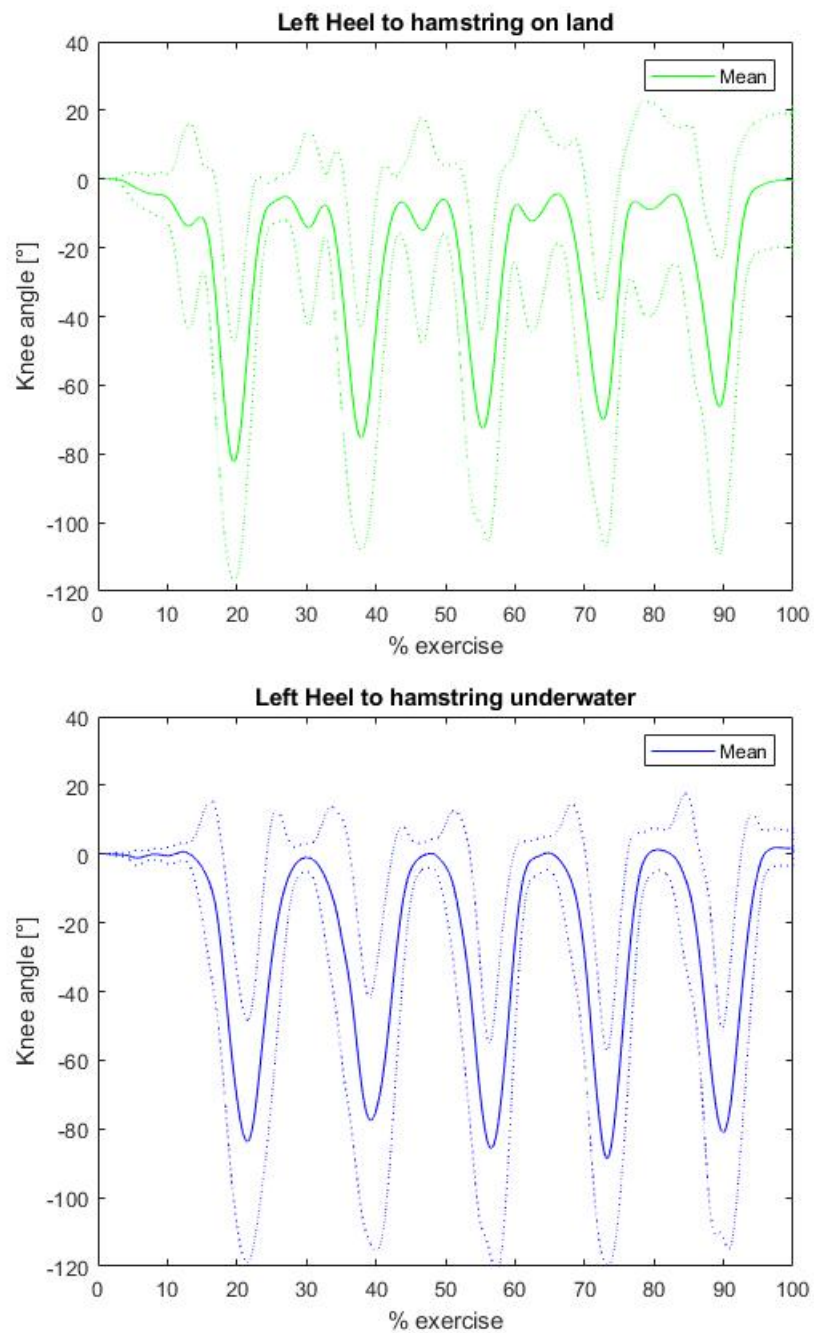 Left Heel to hamstring on land
Mean
40
20
0
-20
-40
-60
-80
-100
-120
Knee angle [°]
0 10 20 30 40 50 60 70 80 90 100
% exercise
Left Heel to hamstring underwater
Mean
40
20
0
-20
-40
-60
-80
-100
-120
Knee angle [°]
0 10 20 30 40 50 60 70 80 90 100
% exercise